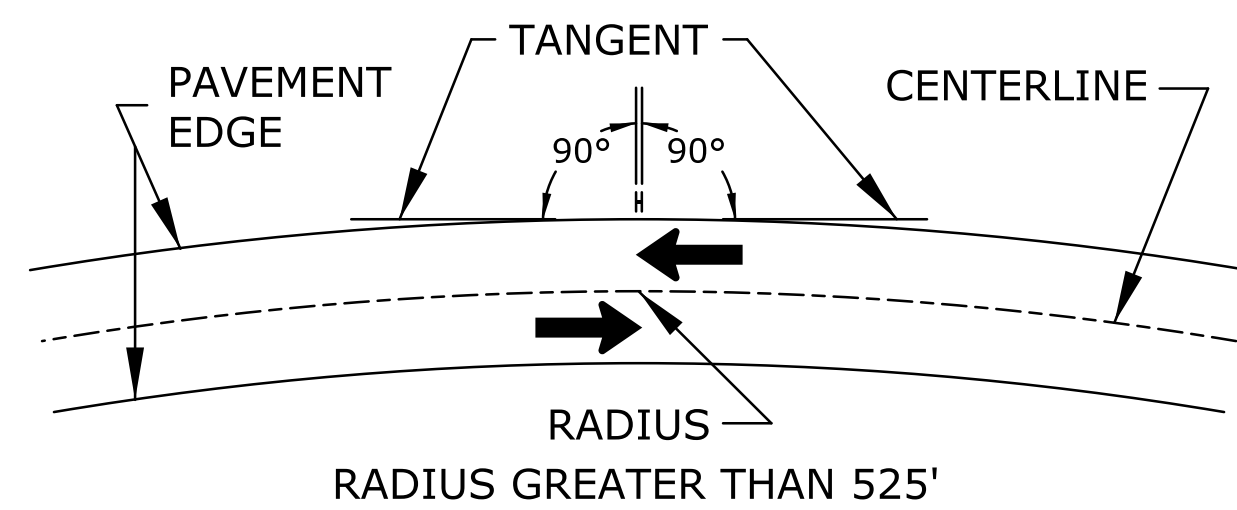 TANGENT
PAVEMENT
EDGE
CENTERLINE
90° 90°
RADIUS
RADIUS GREATER THAN 525'